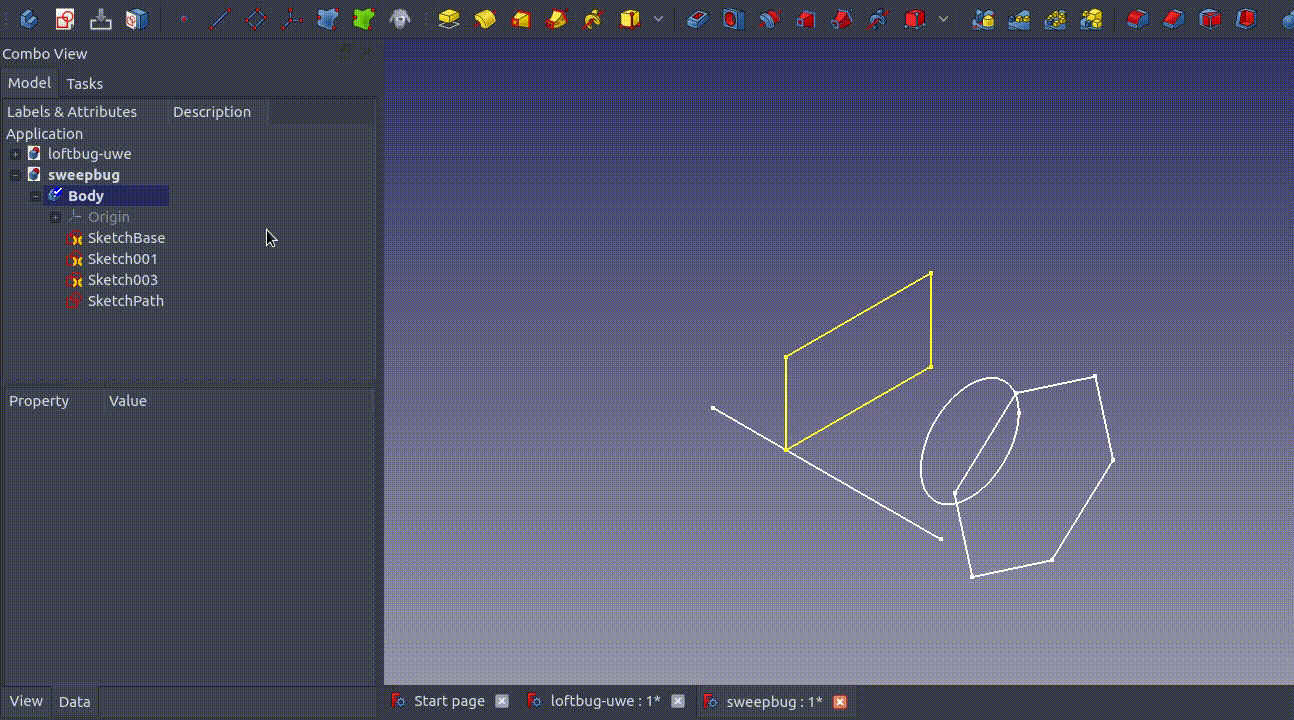 Combo View
Model Tasks
Labels & Attributes Description
Application
loftbug-uwe
sweepbug
Body
Origin
SketchBase
Sketch001
Sketch003
SketchPath
Property Value
View Data
Start page loftbug-uwe : 1* sweepbug : 1*